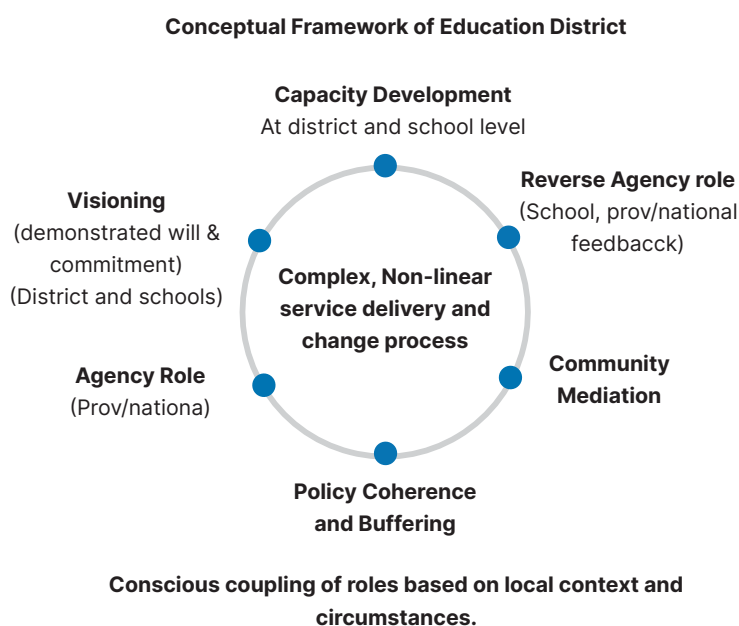 Conceptual Framework of Education District
Capacity Development
At district and school level
Reverse Agency role
(School, prov/national
feedbacck)
Visioning
(demonstrated will &
commitment)
(District and schools)
Complex, Non-linear
service delivery and
change process
Community
Mediation
Agency Role
(Prov/nationa)
Policy Coherence
and Buffering
Conscious coupling of roles based on local context and
circumstances.